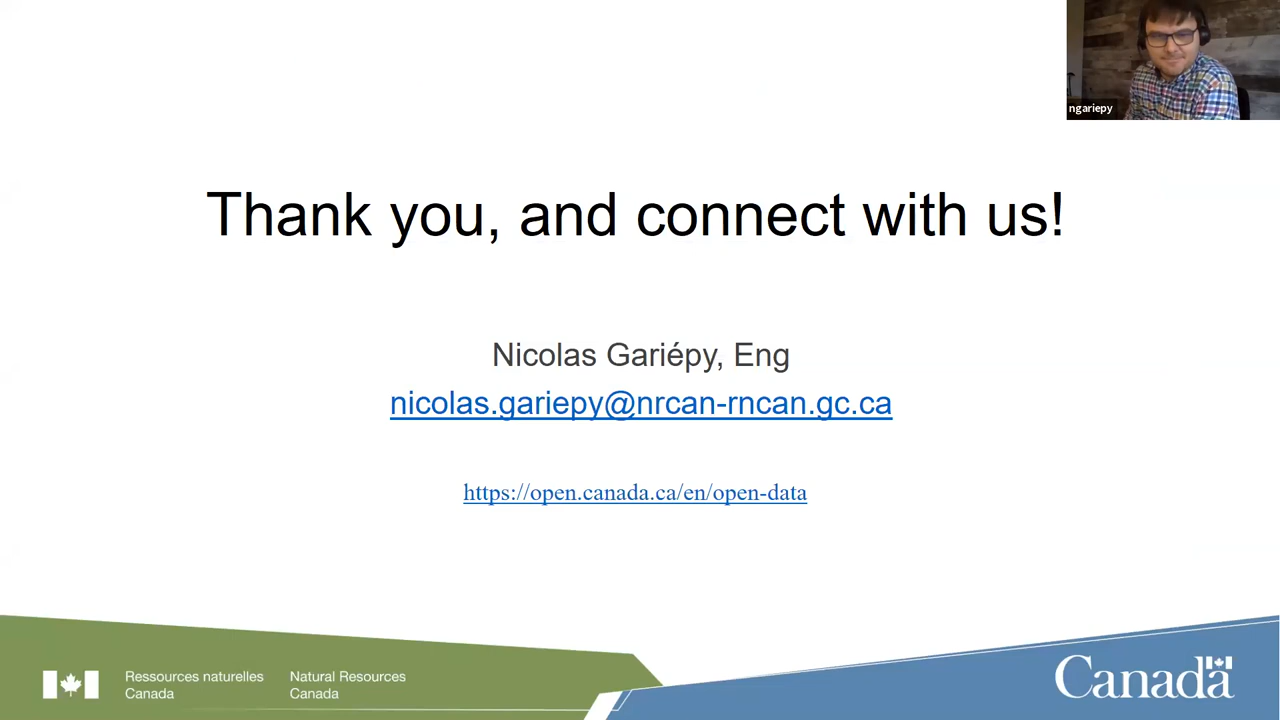 ngariepy
Thank you, and connect with us!
Nicolas Gariépy, Eng
nicolas.gariepy@nrcan-rncan.gc.ca
https://open.canada.ca/en/open-data
Ressources naturelles
Canada
Natural Resources
Canada
Canada